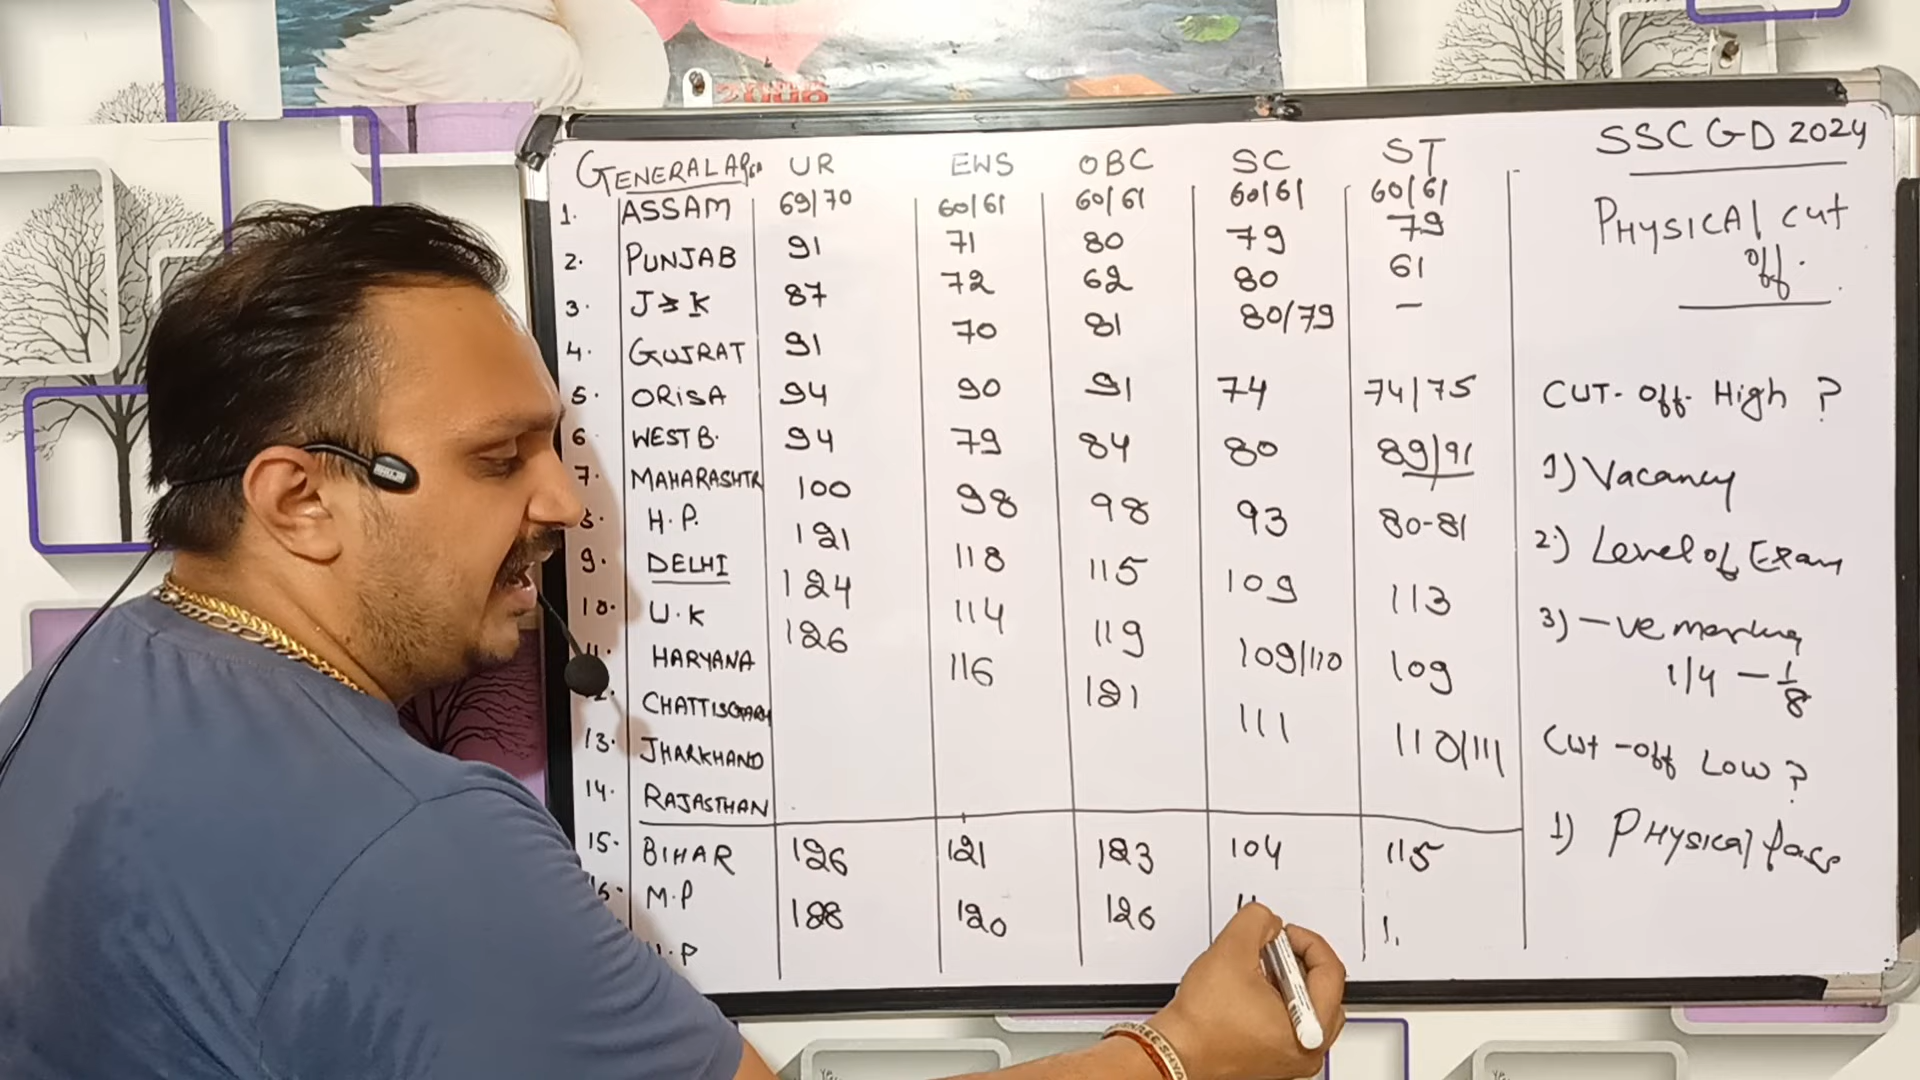 GENERAL Area UR EWS OBC SC ST
1. ASSAM 69/70 60/61 60/61 60/61 60/61
2. PUNJAB 91 71 80 79 79
3. J & K 87 72 62 80 61
4. GUJRAT 91 70 81 80/79 –
5. ORISA 94 90 91 74 74/75
6 WEST B. 94 79 84 80 89/91
7. MAHARASHTR 100 98 98 93 80-81
8. H.P. 121 118 115 109 113
9. DELHI 124 114 119 109/110 109
10. U.K 126 116 121 111 110/111
11. HARYANA
12. CHATTISGARH
13. JHARKHAND
14. RAJASTHAN
15. BIHAR 126 121 123 104 115
16. M.P 128 120 126
U.P
SSC GD 2024
PHYSICAL CUT
off.
CUT-off High ?
1) Vacancy
2) Level of Exam
3) –ve marking
1/4 – 1/8
Cut-off Low ?
1) PHYSICAL Pass